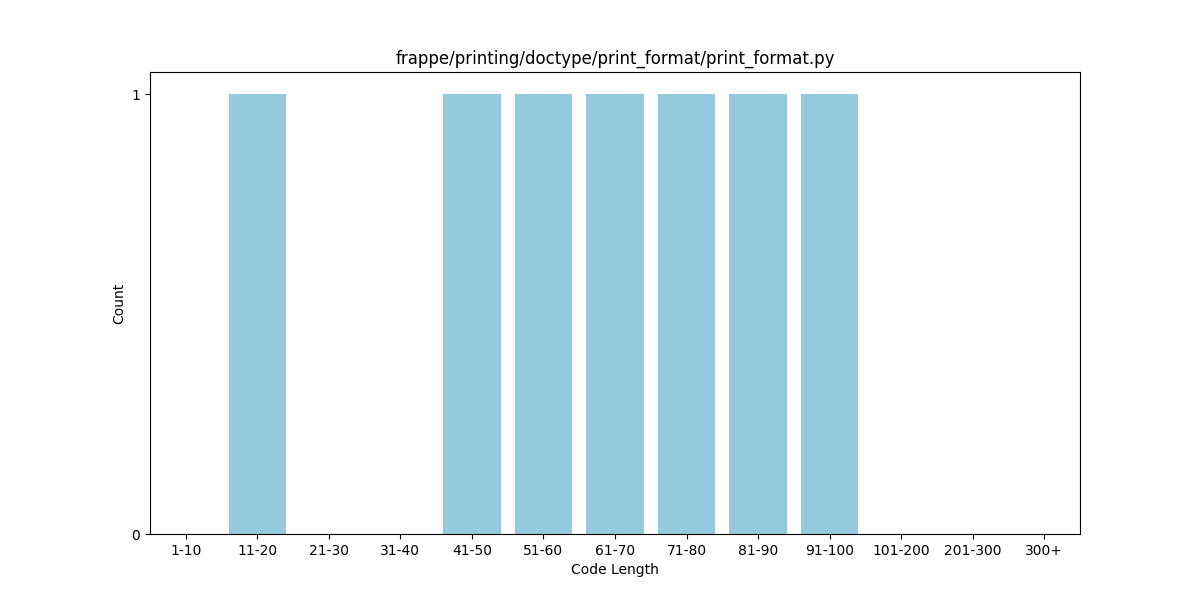 frappe/printing/doctype/print_format/print_format.py
1
Count
0
1-10 11-20 21-30 31-40 41-50 51-60 61-70 71-80 81-90 91-100 101-200 201-300 300+
Code Length